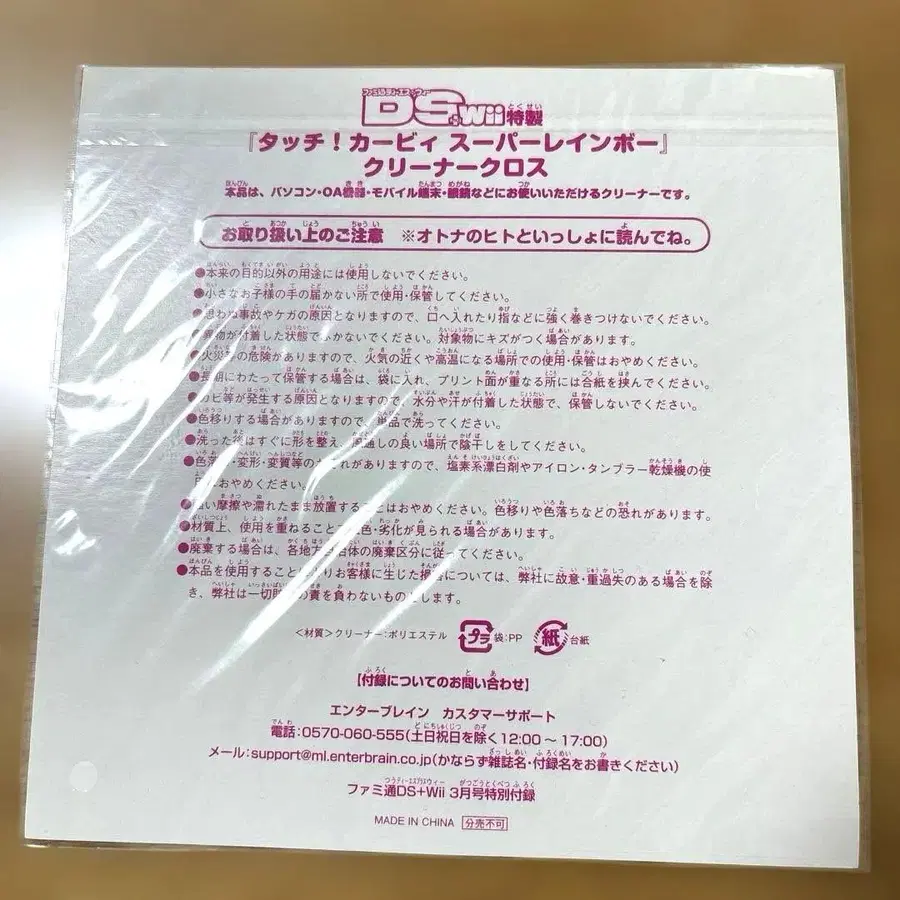 ファミ通ディーエス+ウィー
DS+Wii特製
『タッチ！カービィ スーパーレインボー』
クリーナークロス
本品は、パソコン・OA機器・モバイル端末・眼鏡などにお使いいただけるクリーナーです。
お取り扱い上のご注意 ※オトナのヒトといっしょに読んでね。
●本来の目的以外の用途には使用しないでください。
●小さなお子様の手の届かない所で使用・保管してください。
●思わぬ事故やケガの原因となりますので、口へ入れたり指などに強く巻きつけないでください。
●異物が付着した状態でふかないでください。対象物にキズがつく場合があります。
●火災等の危険がありますので、火気の近くや高温になる場所での使用・保管はおやめください。
●長期にわたって保管する場合は、袋に入れ、プリント面が重なる所には合紙を挟んでください。
●カビ等が発生する原因となりますので、水分や汗が付着した状態で、保管しないでください。
●色移りする場合がありますので、単品で洗ってください。
●洗った後はすぐに形を整え、風通しの良い場所で陰干しをしてください。
●色落ち・変形・変質等のおそれがありますので、塩素系漂白剤やアイロン・タンブラー乾燥機の使
用はおやめください。
●強い摩擦や濡れたまま放置することはおやめください。色移りや色落ちなどの恐れがあります。
●材質上、使用を重ねることで 色・劣化が見られる場合があります。
●廃棄する場合は、各地方自治体の廃棄区分に従ってください。
●本品を使用することによりお客様に生じた損害については、弊社に故意・重過失のある場合を除
き、弊社は一切賠償の責を負わないものとします。
<材質>クリーナー:ポリエステル プラ 袋:PP 紙 台紙
【付録についてのお問い合わせ】
エンターブレイン カスタマーサポート
電話:0570-060-555(土日祝日を除く12:00～17:00)
メール:support@ml.enterbrain.co.jp(かならず雑誌名・付録名をお書きください)
ファミ通DS+Wii 3月号特別付録
MADE IN CHINA 分売不可